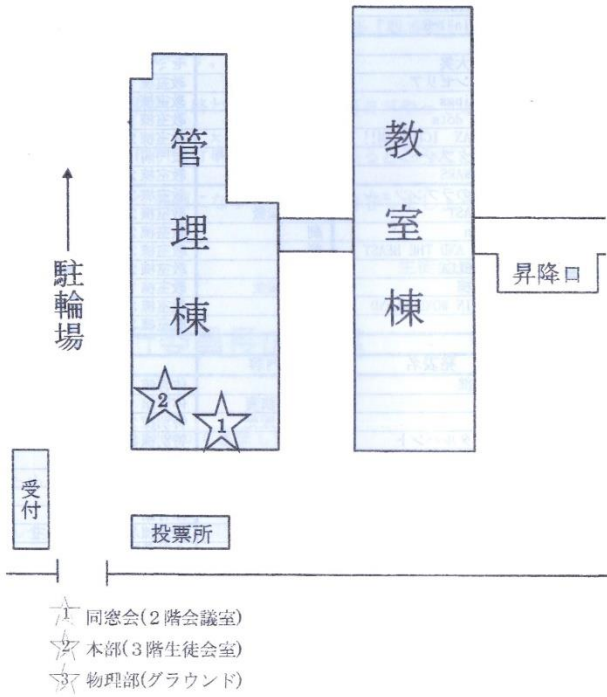 管理棟
教室棟
昇降口
駐輪場
2
1
受付
投票所
1 同窓会(2階会議室)
2 本部(3階生徒会室)
3 物理部(グラウンド)